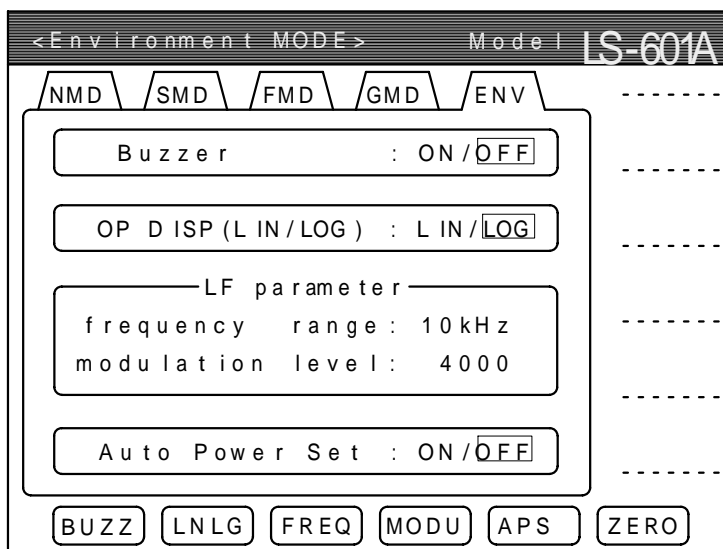 <Environment MODE> Model LS-601A
NMD SMD FMD GMD ENV
Buzzer : ON/OFF
OP DISP(LIN/LOG) : LIN/LOG
LF parameter
frequency range: 10kHz
modulation level: 4000
Auto Power Set : ON/OFF
BUZZ LNLG FREQ MODU APS ZERO